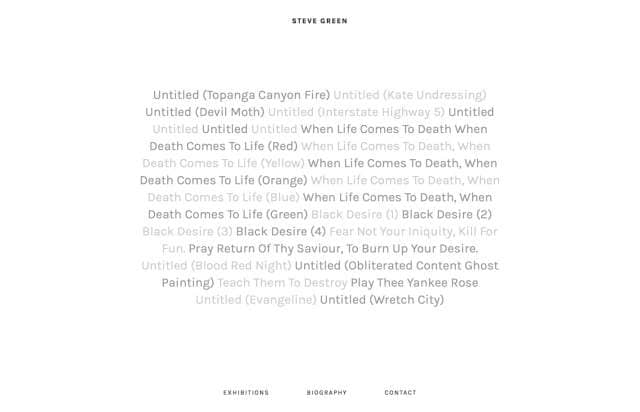 STEVE GREEN
Untitled (Topanga Canyon Fire) Untitled (Kate Undressing)
Untitled (Devil Moth) Untitled (Interstate Highway 5) Untitled
Untitled Untitled Untitled When Life Comes To Death When
Death Comes To Life (Red) When Life Comes To Death, When
Death Comes To Life (Yellow) When Life Comes To Death, When
Death Comes To Life (Orange) When Life Comes To Death, When
Death Comes To Life (Blue) When Life Comes To Death, When
Death Comes To Life (Green) Black Desire (1) Black Desire (2)
Black Desire (3) Black Desire (4) Fear Not Your Iniquity, Kill For
Fun. Pray Return Of Thy Saviour, To Burn Up Your Desire.
Untitled (Blood Red Night) Untitled (Obliterated Content Ghost
Painting) Teach Them To Destroy Play Thee Yankee Rose
Untitled (Evangeline) Untitled (Wretch City)
EXHIBITIONS BIOGRAPHY CONTACT